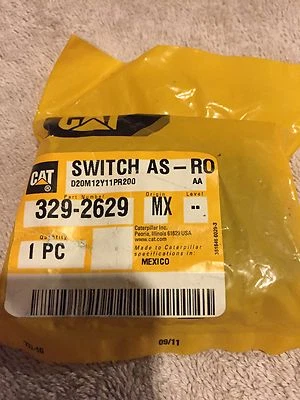 CAT
CAT
SWITCH AS-RO
D20M12Y11PR200 AA
Part Number Origin Level
329-2629 MX --
Quantity
1 PC
Caterpillar Inc.
Peoria, Illinois 61629 USA
www.cat.com
Made to Caterpillar
specifications in:
MEXICO
09/11